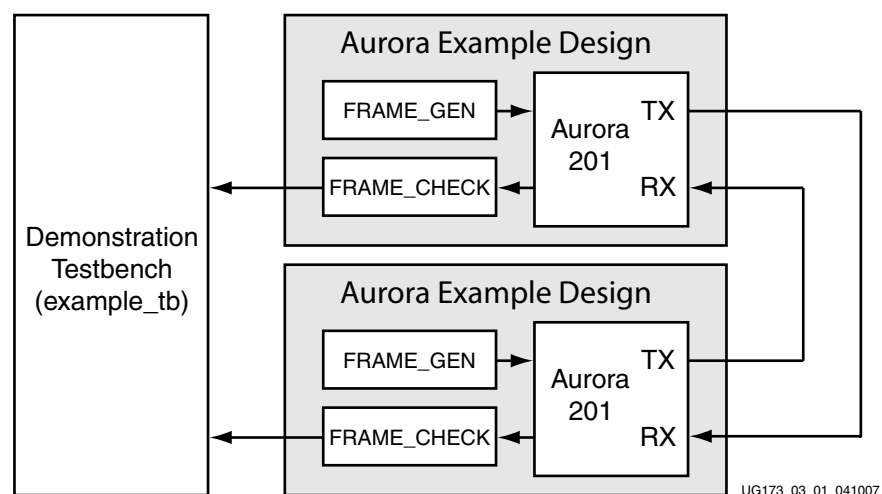 Aurora Example Design
FRAME_GEN
TX
Aurora
201
FRAME_CHECK
RX
Demonstration
Testbench
(example_tb)
Aurora Example Design
FRAME_GEN
TX
Aurora
201
FRAME_CHECK
RX
UG173_03_01_041007